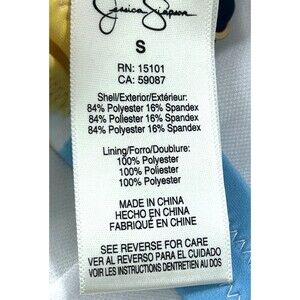 Jessica Simpson
S
RN: 15101
CA: 59087
Shell/Exterior/Extérieur:
84% Polyester 16% Spandex
84% Poliester 16% Spandex
84% Polyester 16% Spandex
Lining/Forro/Doublure:
100% Polyester
100% Poliester
100% Polyester
MADE IN CHINA
HECHO EN CHINA
FABRIQUÉ EN CHINE
SEE REVERSE FOR CARE
VER AL REVERSO PARA EL CUIDADO
VOIR LES INSTRUCTIONS D'ENTRETIEN AU DOS